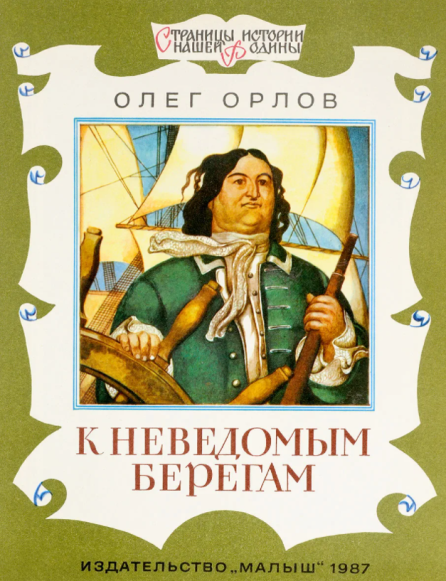 СТРАНИЦЫ ИСТОРИИ
НАШЕЙ РОДИНЫ
ОЛЕГ ОРЛОВ
К НЕВЕДОМЫМ
БЕРЕГАМ
ИЗДАТЕЛЬСТВО „МАЛЫШ“ 1987